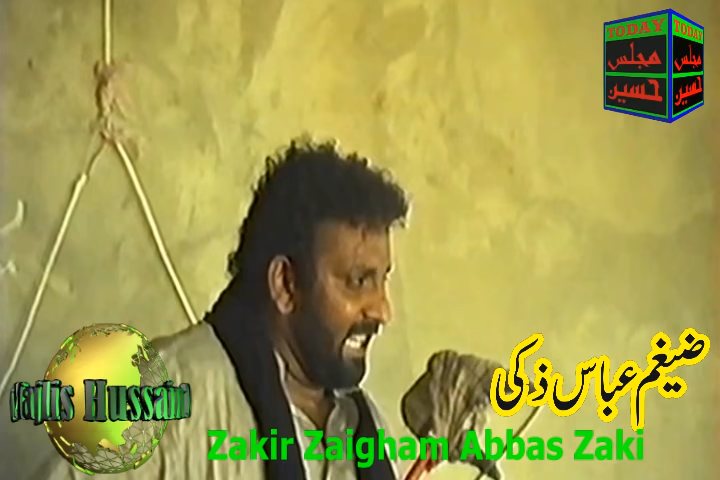 TODAY TODAY
مجلس مجلس
حسین حسین
ضیغم عباس ذکی
Majlis Hussain
Zakir Zaigham Abbas Zaki